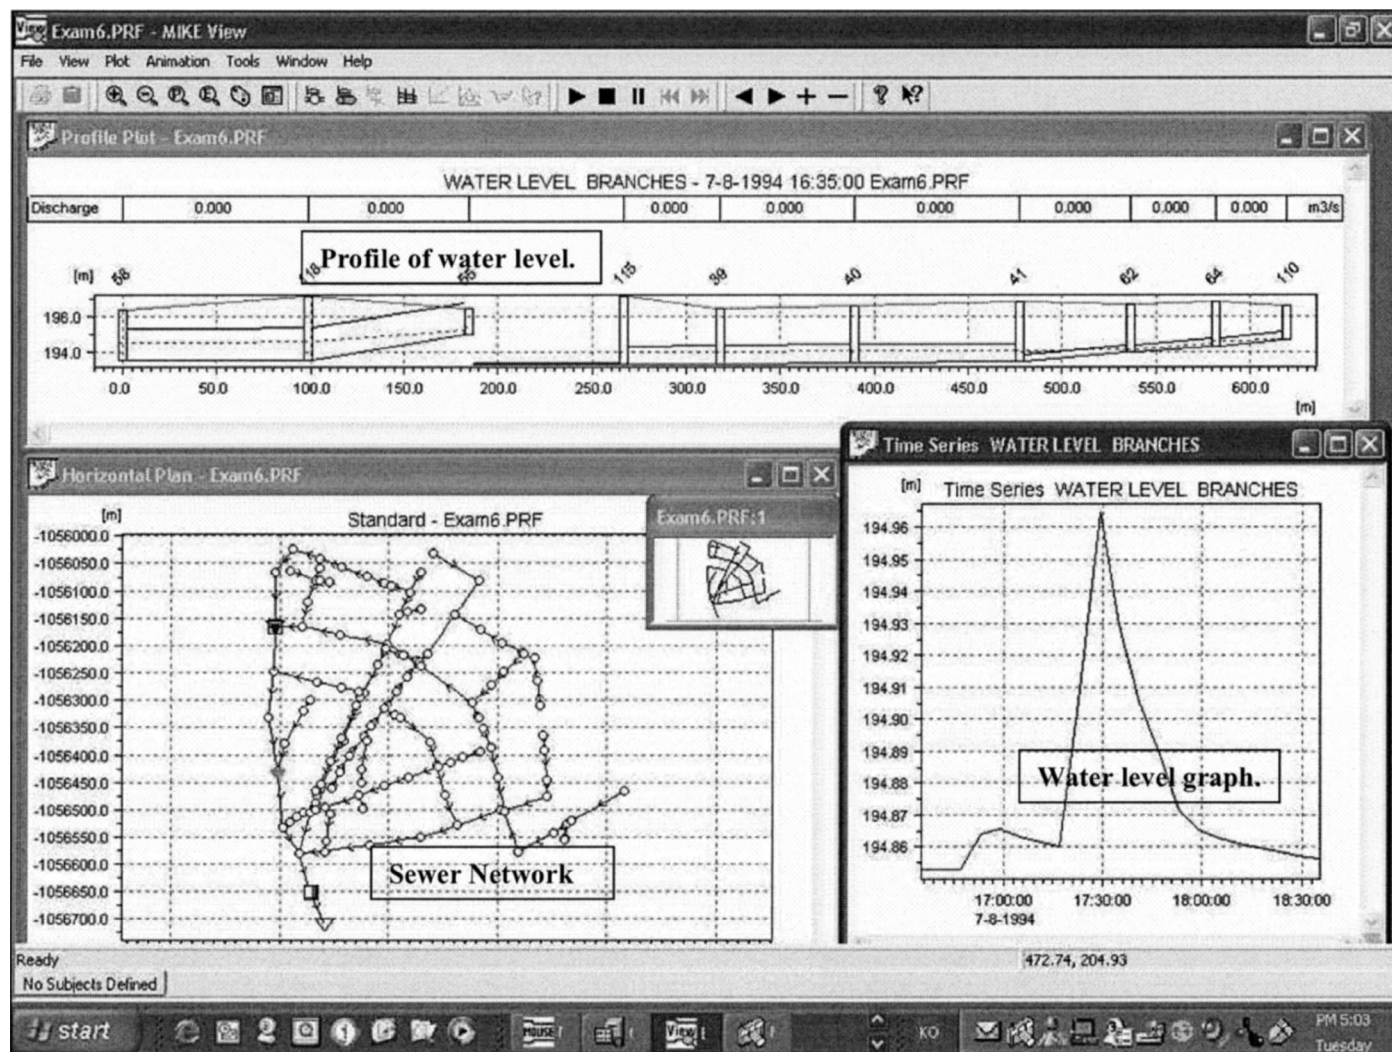 Exam6.PRF - MIKE View
File View Plot Animation Tools Window Help
Profile Plot - Exam6.PRF
WATER LEVEL BRANCHES - 7-8-1994 16:35:00 Exam6.PRF
Discharge 0.000 0.000 0.000 0.000 0.000 0.000 0.000 0.000 m3/s
Profile of water level.
[m] 58 118 55 115 39 40 41 62 64 110
196.0
194.0
0.0 50.0 100.0 150.0 200.0 250.0 300.0 350.0 400.0 450.0 500.0 550.0 600.0
[m]
Horizontal Plan - Exam6.PRF
[m]
Standard - Exam6.PRF
-1056000.0
-1056050.0
-1056100.0
-1056150.0
-1056200.0
-1056250.0
-1056300.0
-1056350.0
-1056400.0
-1056450.0
-1056500.0
-1056550.0
-1056600.0
-1056650.0
-1056700.0
Sewer Network
Exam6.PRF:1
Time Series WATER LEVEL BRANCHES
[m] Time Series WATER LEVEL BRANCHES
194.96
194.95
194.94
194.93
194.92
194.91
194.90
194.89
194.88
194.87
194.86
Water level graph.
17:00:00 17:30:00 18:00:00 18:30:00
7-8-1994
Ready
472.74, 204.93
No Subjects Defined
start
MOUSE
View
KO
PM 5:03
Tuesday